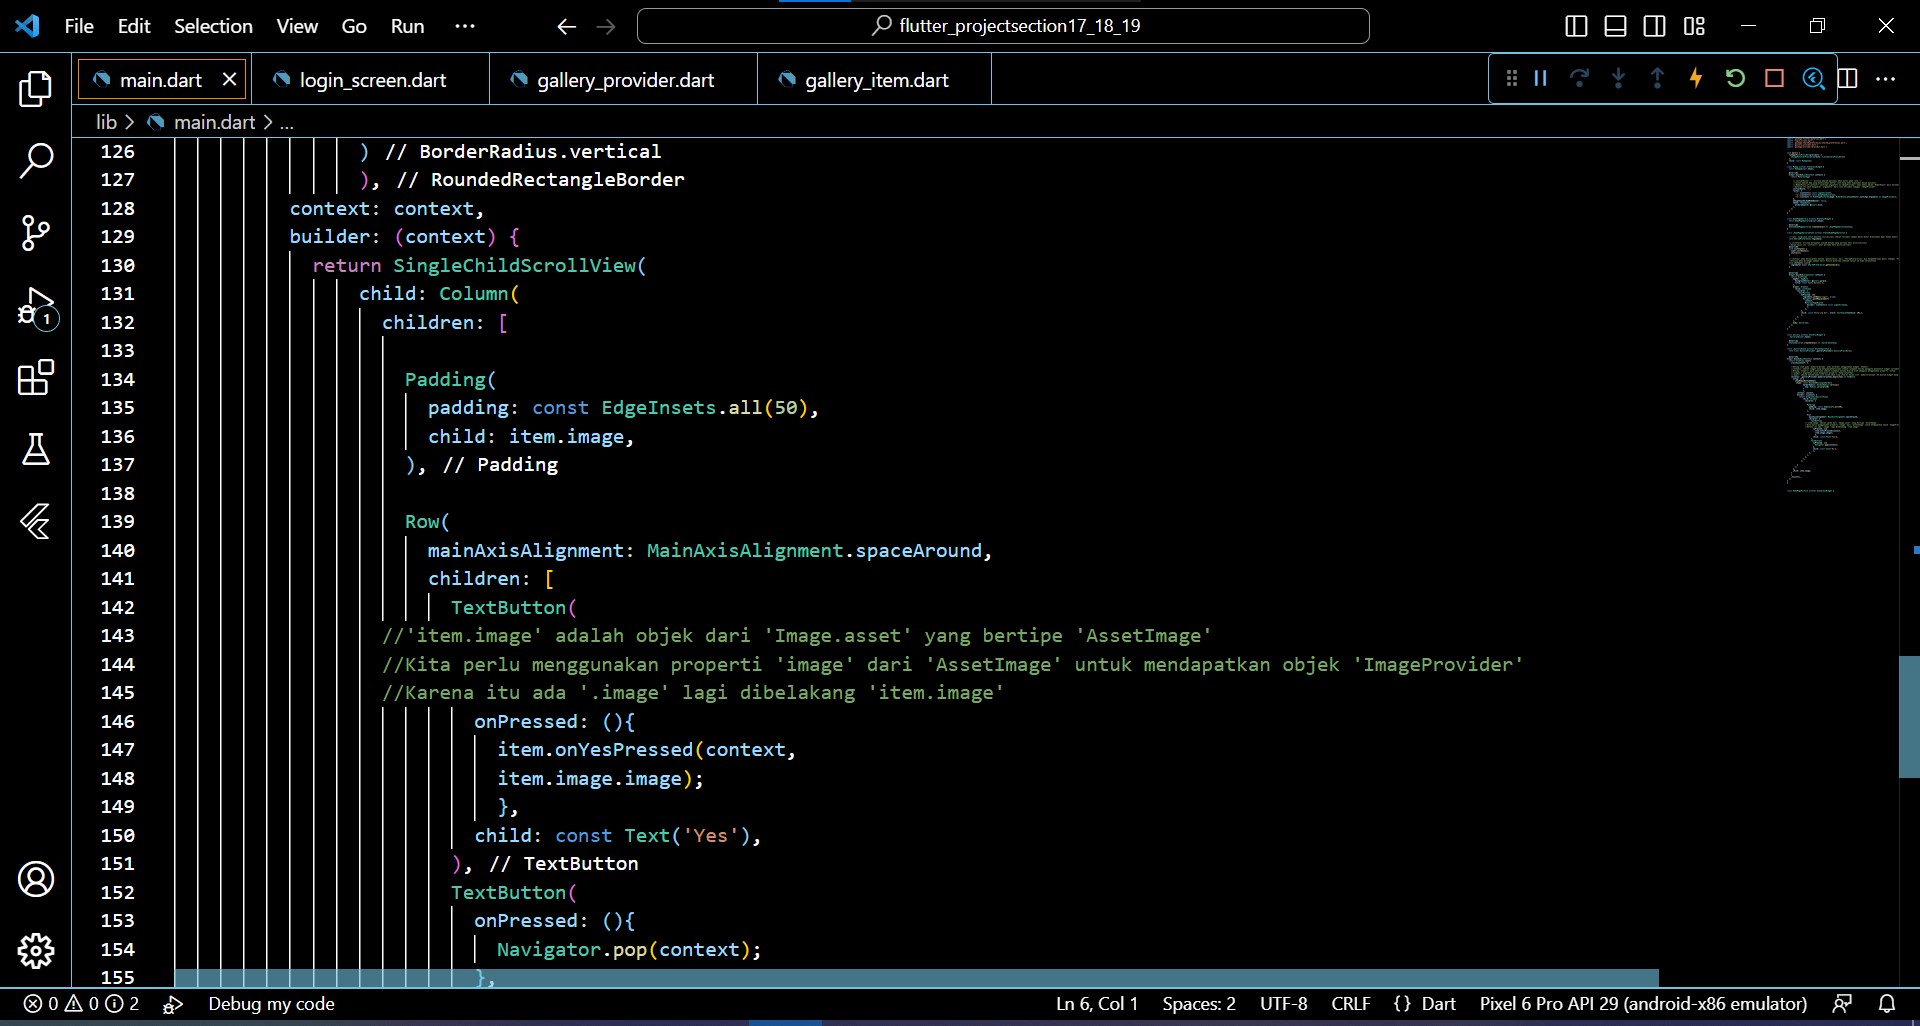 File Edit Selection View Go Run ··· flutter_projectsection17_18_19
main.dart login_screen.dart gallery_provider.dart gallery_item.dart
lib > main.dart > ...
126 ) // BorderRadius.vertical
127 ), // RoundedRectangleBorder
128 context: context,
129 builder: (context) {
130 return SingleChildScrollView(
131 child: Column(
132 children: [
133
134 Padding(
135 padding: const EdgeInsets.all(50),
136 child: item.image,
137 ), // Padding
138
139 Row(
140 mainAxisAlignment: MainAxisAlignment.spaceAround,
141 children: [
142 TextButton(
143 //'item.image' adalah objek dari 'Image.asset' yang bertipe 'AssetImage'
144 //Kita perlu menggunakan properti 'image' dari 'AssetImage' untuk mendapatkan objek 'ImageProvider'
145 //Karena itu ada '.image' lagi dibelakang 'item.image'
146 onPressed: (){
147 item.onYesPressed(context,
148 item.image.image);
149 },
150 child: const Text('Yes'),
151 ), // TextButton
152 TextButton(
153 onPressed: (){
154 Navigator.pop(context);
155 },
1
0 0 2 Debug my code Ln 6, Col 1 Spaces: 2 UTF-8 CRLF {} Dart Pixel 6 Pro API 29 (android-x86 emulator)